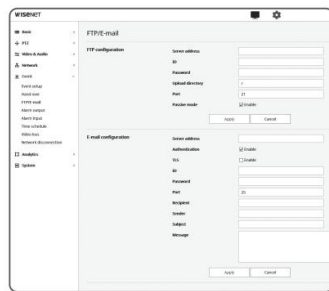 WISENET
Basic
PTZ
Video & Audio
Network
Event
Event setup
Hand over
FTP/E-mail
Alarm output
Alarm input
Time schedule
Video loss
Network disconnection
Analytics
System
FTP/E-mail
FTP configuration
Server address
ID
Password
Upload directory
/
Port
21
Passive mode
Enable
Apply
Cancel
E-mail configuration
Server address
Authentication
Enable
TLS
Enable
ID
Password
Port
25
Recipient
Sender
Subject
Message
Apply
Cancel